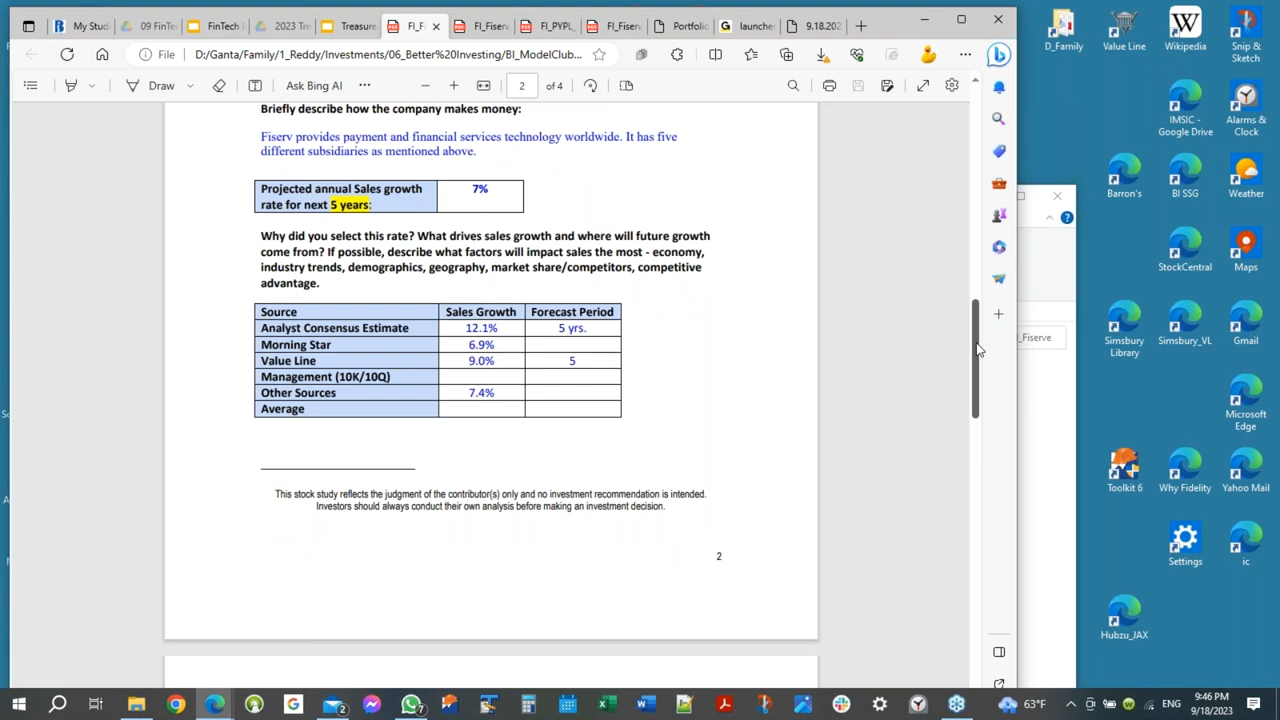 My Studi
09 FinTe
FinTech
2023 Tre
Treasure
FI_Fi
FI_Fiserv
FI_PYPL_
FI_Fiserv
Portfolio
launcher
9.18.202
File
D:/Ganta/Family/1_Reddy/Investments/06_Better%20Investing/BI_ModelClub...
Draw
Ask Bing AI
2
of 4
Briefly describe how the company makes money:
Fiserv provides payment and financial services technology worldwide. It has five
different subsidiaries as mentioned above.
Projected annual Sales growth 7%
rate for next 5 years:
Why did you select this rate? What drives sales growth and where will future growth
come from? If possible, describe what factors will impact sales the most - economy,
industry trends, demographics, geography, market share/competitors, competitive
advantage.
Source Sales Growth Forecast Period
Analyst Consensus Estimate 12.1% 5 yrs.
Morning Star 6.9%
Value Line 9.0% 5
Management (10K/10Q)
Other Sources 7.4%
Average
This stock study reflects the judgment of the contributor(s) only and no investment recommendation is intended.
Investors should always conduct their own analysis before making an investment decision.
2
_Fiserve
D_Family
Value Line
Wikipedia
Snip &
Sketch
IMSIC -
Google Drive
Alarms &
Clock
Barron's
BI SSG
Weather
StockCentral
Maps
Simsbury
Library
Simsbury_VL
Gmail
Microsoft
Edge
Toolkit 6
Why Fidelity
Yahoo Mail
Settings
ic
Hubzu_JAX
2
7
63°F
ENG
9:46 PM
9/18/2023